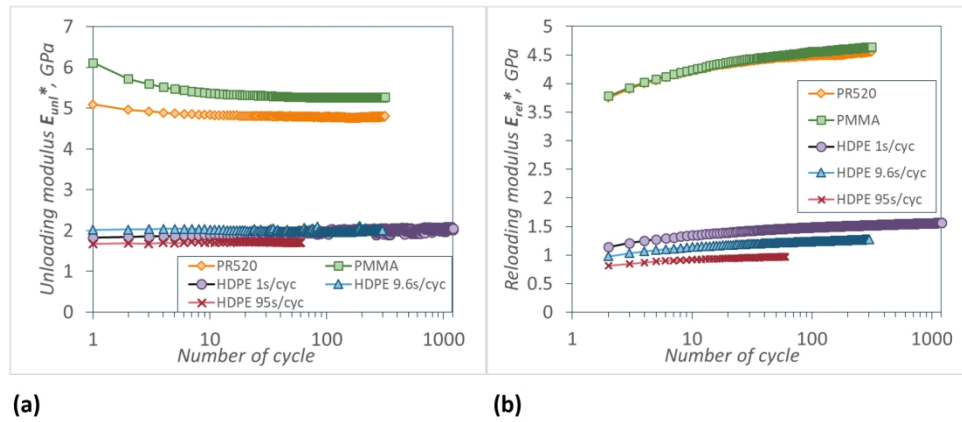 7
6
5
4
3
2
1
0
Unloading modulus E_unl*, GPa
PR520
PMMA
HDPE 1s/cyc
HDPE 9.6s/cyc
HDPE 95s/cyc
1
10
100
1000
Number of cycle
5
4.5
4
3.5
3
2.5
2
1.5
1
0.5
0
Reloading modulus E_rel*, GPa
PR520
PMMA
HDPE 1s/cyc
HDPE 9.6s/cyc
HDPE 95s/cyc
1
10
100
1000
Number of cycle
(a)
(b)